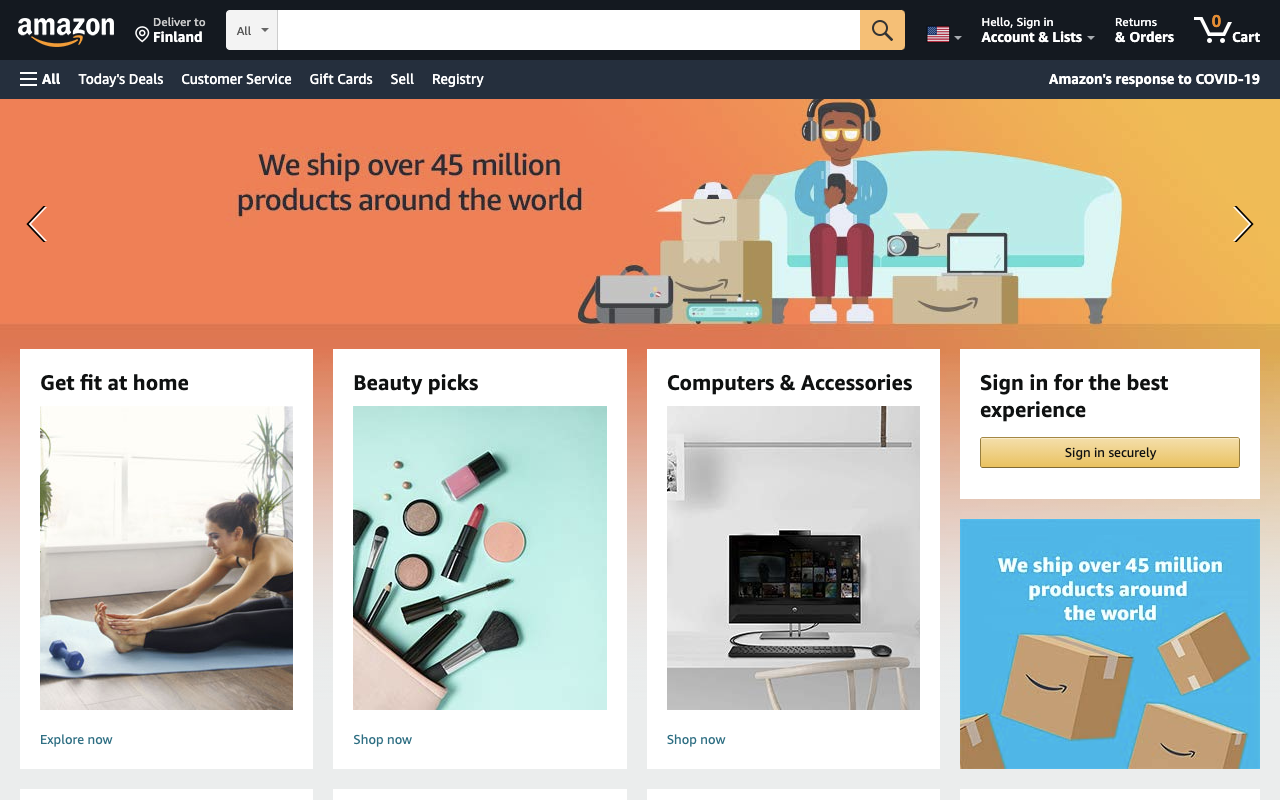 amazon
Deliver to
Finland
All
Hello, Sign in
Account & Lists
Returns
& Orders
0
Cart
All
Today's Deals
Customer Service
Gift Cards
Sell
Registry
Amazon's response to COVID-19
We ship over 45 million
products around the world
Get fit at home
Beauty picks
Computers & Accessories
Sign in for the best
experience
Sign in securely
We ship over 45 million
products around
the world
Explore now
Shop now
Shop now